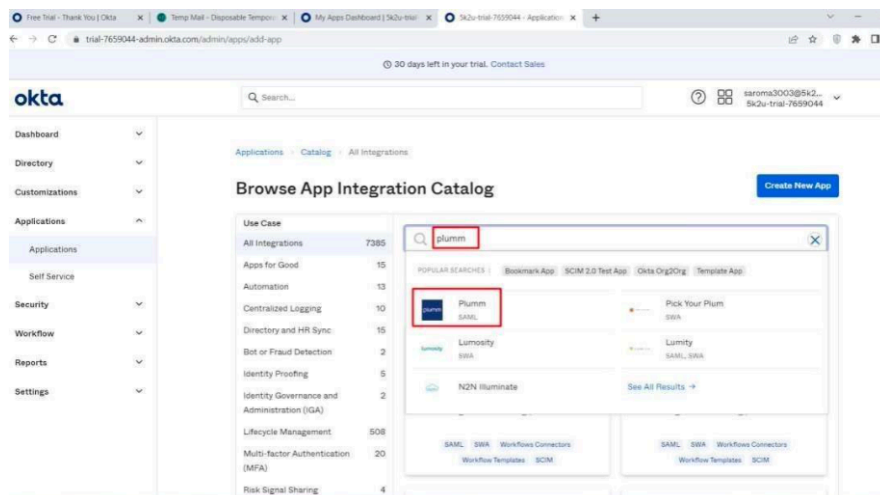 Free Trial - Thank You | Okta
Temp Mail - Disposable Tempor
My Apps Dashboard | 5k2u-trial
5k2u-trial-7659044 - Application
trial-7659044-admin.okta.com/admin/apps/add-app
30 days left in your trial. Contact Sales
okta
Search...
saroma3003@5k2...
5k2u-trial-7659044
Dashboard
Directory
Customizations
Applications
Applications
Self Service
Security
Workflow
Reports
Settings
Applications
Catalog
All Integrations
Browse App Integration Catalog
Create New App
Use Case
All Integrations 7385
Apps for Good 15
Automation 13
Centralized Logging 10
Directory and HR Sync 15
Bot or Fraud Detection 2
Identity Proofing 5
Identity Governance and 2
Administration (IGA)
Lifecycle Management 508
Multi-factor Authentication 20
(MFA)
Risk Signal Sharing 4
plumm
POPULAR SEARCHES : Bookmark App SCIM 2.0 Test App Okta Org2Org Template App
plumm
Plumm
SAML
Pick Your Plum
SWA
lumosity
Lumosity
SWA
Lumity
SAML, SWA
N2N Illuminate
See All Results →
SAML SWA Workflows Connectors
Workflow Templates SCIM
SAML SWA Workflows Connectors
Workflow Templates SCIM